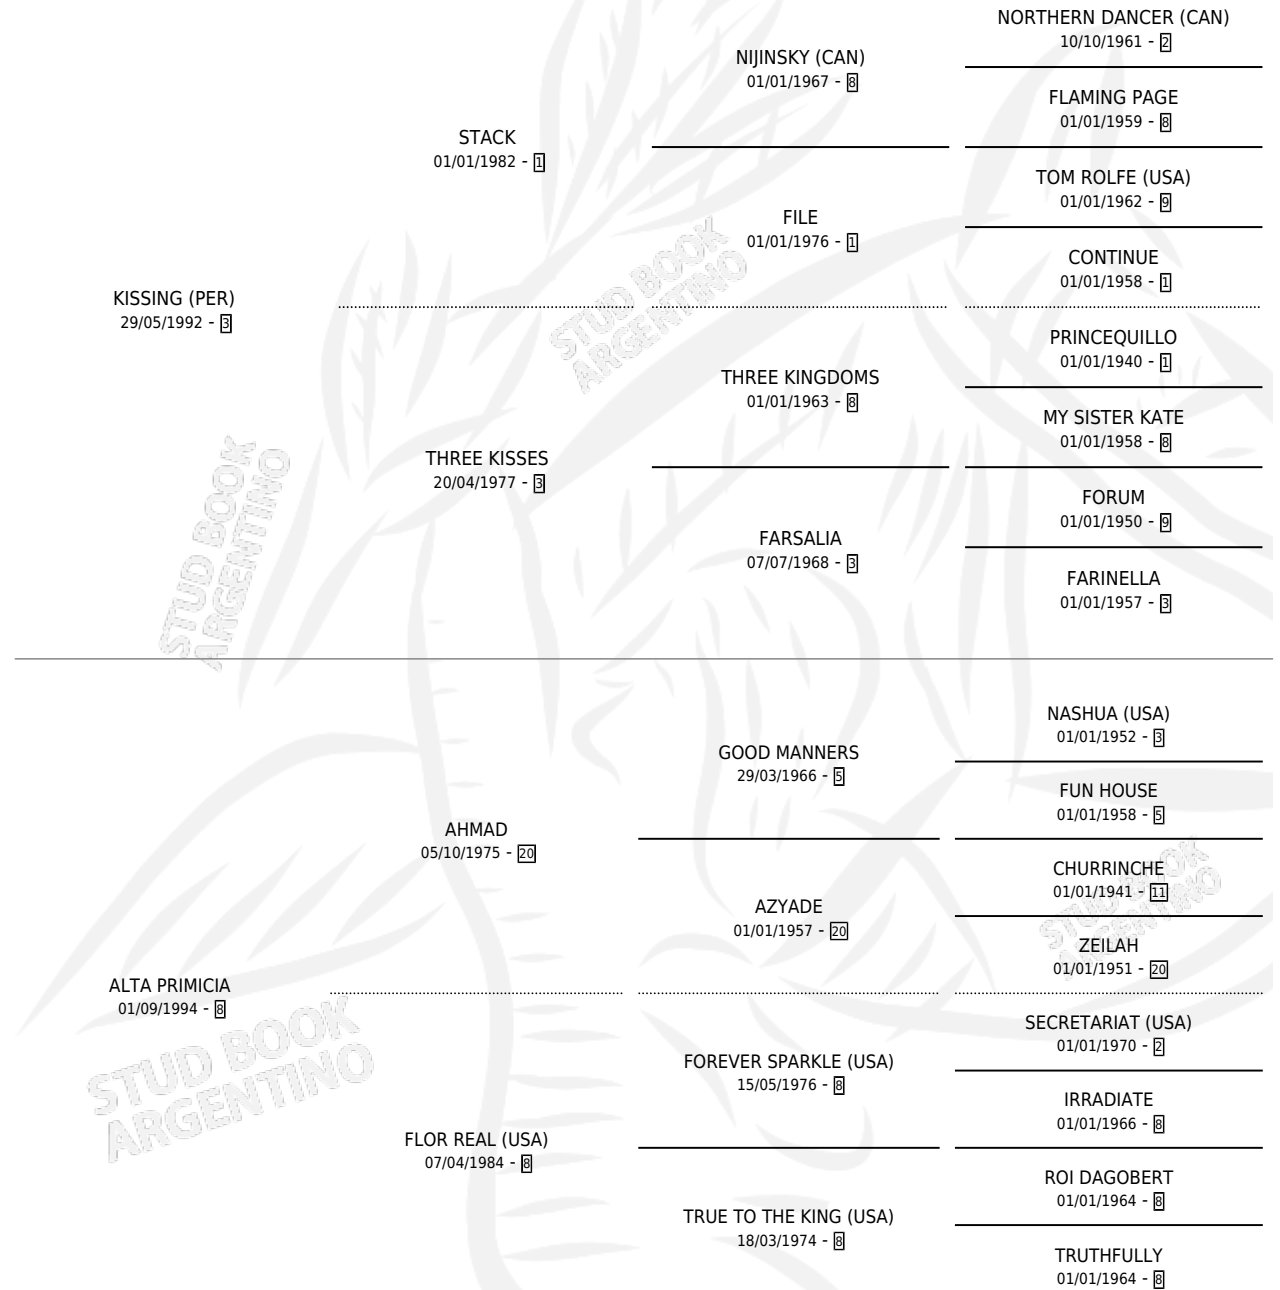 NORTHERN DANCER (CAN)
10/10/1961 - 2
NIJINSKY (CAN)
01/01/1967 - 8
FLAMING PAGE
01/01/1959 - 8
STACK
01/01/1982 - 1
TOM ROLFE (USA)
01/01/1962 - 9
FILE
01/01/1976 - 1
CONTINUE
01/01/1958 - 1
KISSING (PER)
29/05/1992 - 3
STUD BOOK
ARGENTINO
PRINCEQUILLO
01/01/1940 - 1
THREE KINGDOMS
01/01/1963 - 8
MY SISTER KATE
01/01/1958 - 8
THREE KISSES
20/04/1977 - 3
FORUM
01/01/1950 - 9
FARSALIA
07/07/1968 - 3
FARINELLA
01/01/1957 - 3
STUD BOOK
ARGENTINO
NASHUA (USA)
01/01/1952 - 3
GOOD MANNERS
29/03/1966 - 5
FUN HOUSE
01/01/1958 - 5
AHMAD
05/10/1975 - 20
CHURRINCHE
01/01/1941 - 11
AZYADE
01/01/1957 - 20
STUD BOOK
ARGENTINO
ZEILAH
01/01/1951 - 20
ALTA PRIMICIA
01/09/1994 - 8
SECRETARIAT (USA)
01/01/1970 - 2
FOREVER SPARKLE (USA)
15/05/1976 - 8
STUD BOOK
ARGENTINO
IRRADIATE
01/01/1966 - 8
FLOR REAL (USA)
07/04/1984 - 8
ROI DAGOBERT
01/01/1964 - 8
TRUE TO THE KING (USA)
18/03/1974 - 8
TRUTHFULLY
01/01/1964 - 8